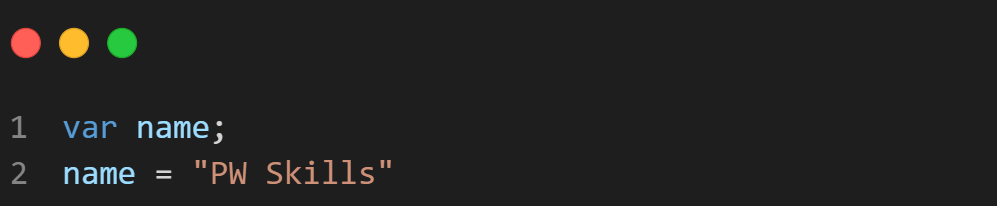 1 var name;
2 name = "PW Skills"